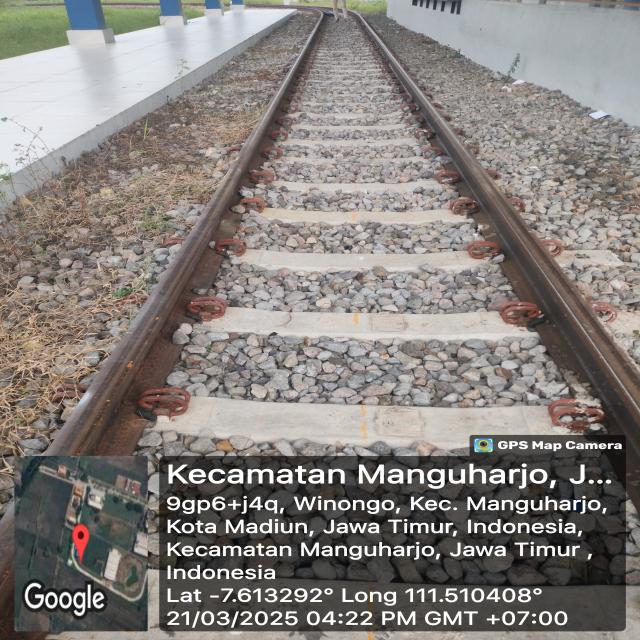 GPS Map Camera
Kecamatan Manguharjo, J...
9gp6+j4q, Winongo, Kec. Manguharjo,
Kota Madiun, Jawa Timur, Indonesia,
Kecamatan Manguharjo, Jawa Timur ,
Indonesia
Lat -7.613292° Long 111.510408°
21/03/2025 04:22 PM GMT +07:00
Google